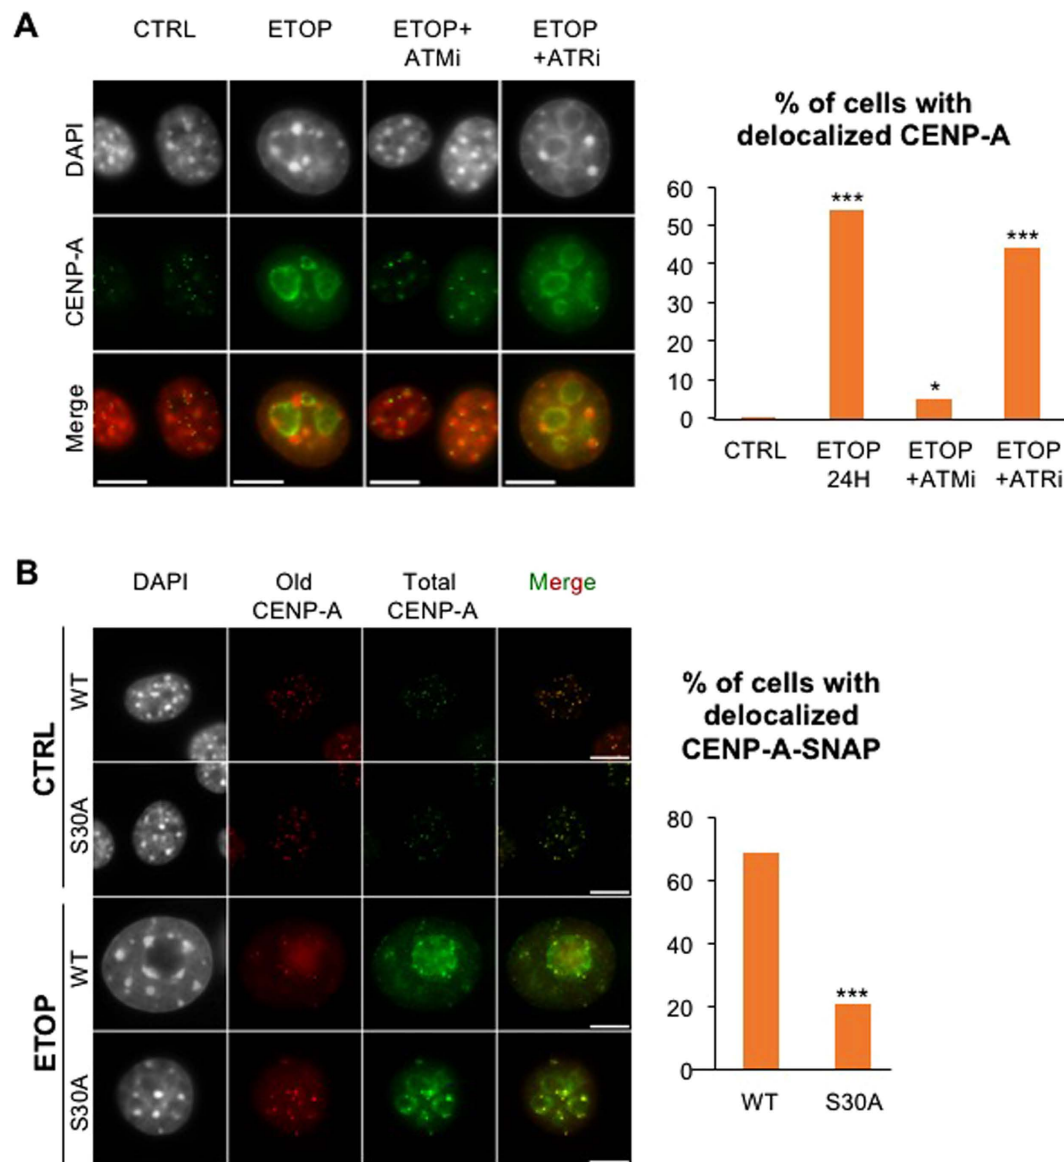 A
CTRL
ETOP
ETOP+
ATMi
ETOP
+ATRi
DAPI
CENP-A
Merge
% of cells with
delocalized CENP-A
60
50
40
30
20
10
0
***
*
***
CTRL
ETOP
24H
ETOP
+ATMi
ETOP
+ATRi
B
DAPI
Old
CENP-A
Total
CENP-A
Merge
CTRL
WT
S30A
ETOP
WT
S30A
% of cells with
delocalized
CENP-A-SNAP
80
60
40
20
0
***
WT
S30A